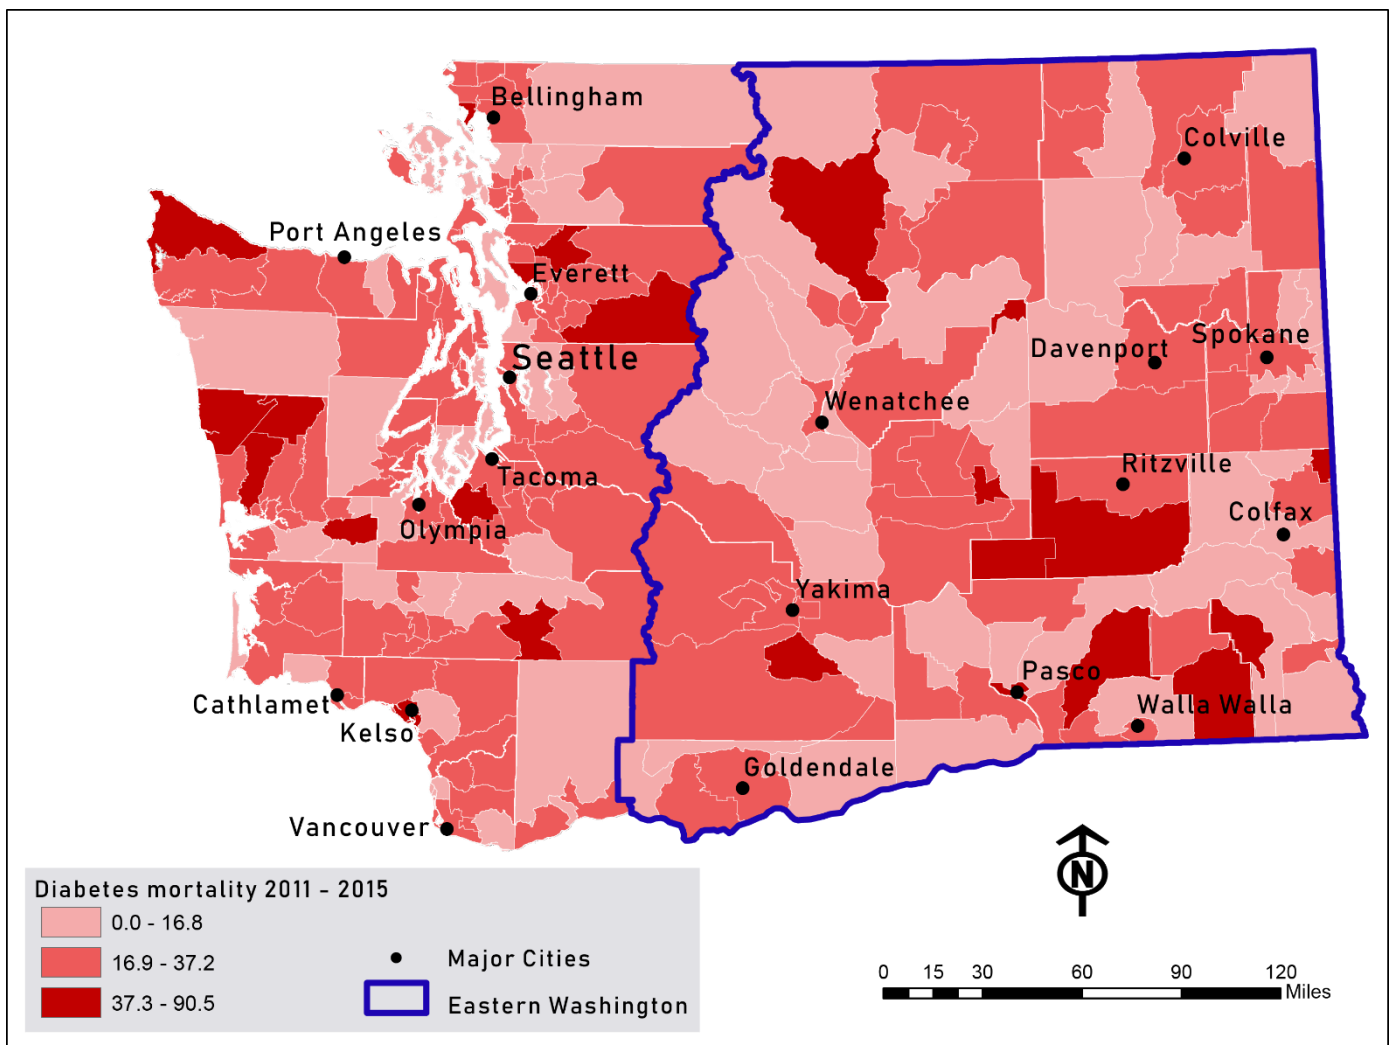 Bellingham
Colville
Port Angeles
Everett
Seattle
Davenport
Spokane
Wenatchee
Tacoma
Ritzville
Olympia
Colfax
Yakima
Pasco
Cathlamet
Walla Walla
Kelso
Goldendale
Vancouver
Diabetes mortality 2011 - 2015
0.0 - 16.8
16.9 - 37.2
37.3 - 90.5
Major Cities
Eastern Washington
N
0 15 30 60 90 120
Miles